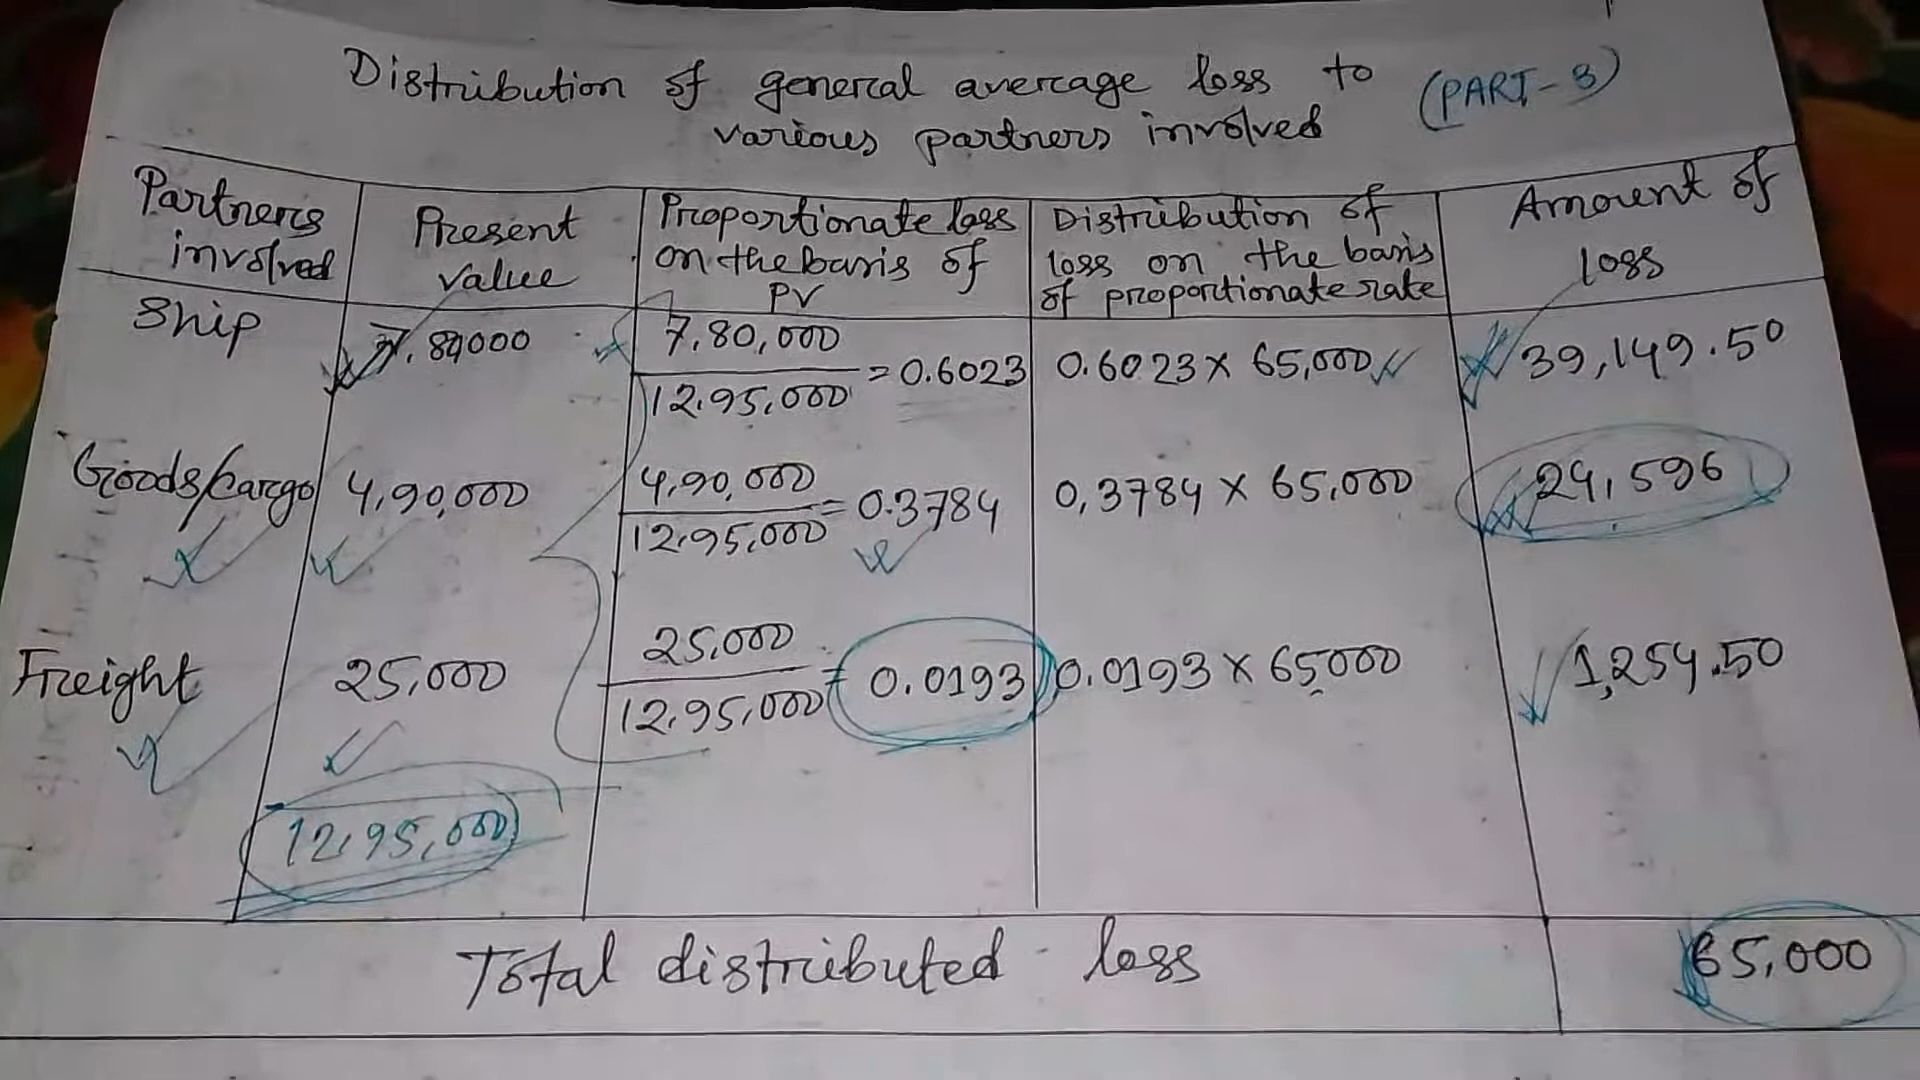 Distribution of general average loss to
various partners involved
(PART-3)
Partners
involved
Present
value
Proportionate loss
on the basis of
PV
Distribution of
loss on the basis
of proportionate rate
Amount of
loss
Ship
7,80,000
12,95,000
= 0.6023
0.6023 × 65,000
39,149.50
Goods/cargo
4,90,000
4,90,000
12,95,000
= 0.3784
0.3784 × 65,000
24,596
Freight
25,000
25,000
12,95,000
= 0.0193
0.0193 × 65000
1,254.50
12,95,000
Total distributed loss
65,000